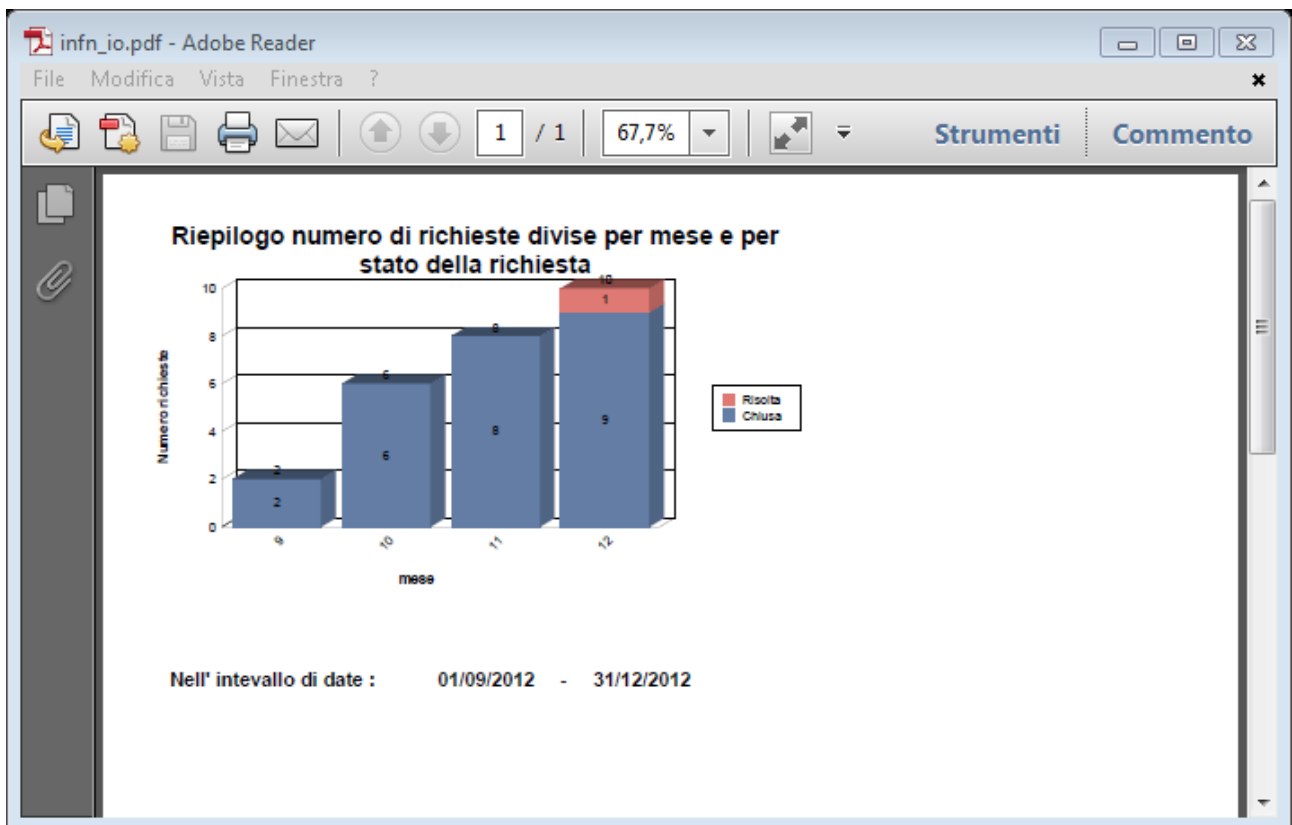 infn_io.pdf - Adobe Reader
File Modifica Vista Finestra ?
1 / 1 67,7% Strumenti Commento
Riepilogo numero di richieste divise per mese e per
stato della richiesta
10
10
1
8
8
6
6
4
2
2
0
Numero richieste
2
6
8
9
Risolta
Chiusa
9 10 11 12
mese
Nell' intevallo di date : 01/09/2012 - 31/12/2012